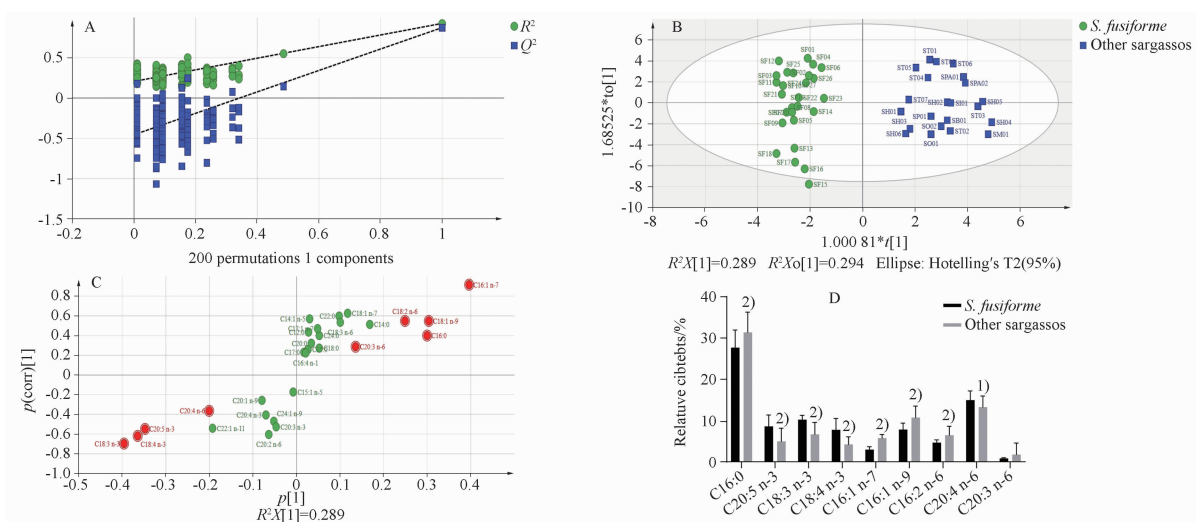 A
R²
Q²
0.5
0
-0.5
-1
-1.5
-0.2 0 0.2 0.4 0.6 0.8 1
200 permutations 1 components
B
S. fusiforme
Other sargassos
1.68525*to[1]
6
4
2
0
-2
-4
-6
-8
-10
SF01
SF04
SF12
SF25
SF06
SF26
SF21
SF22
SF23
SF14
SF09
SF05
SF13
SF18
SF17
SF16
SF15
ST01
ST06
ST05
ST04
SPA01
SPA02
ST07
SH02
SI01
SH05
SH01
ST03
SP01
SB01
SH04
SH03
SO02
ST02
SH06
SM01
SO01
-8 -6 -4 -2 0 2 4 6
1.000 81*t[1]
R²X[1]=0.289 R²Xo[1]=0.294 Ellipse: Hotelling's T2(95%)
C
p(corr)[1]
0.8
0.6
0.4
0.2
0
-0.2
-0.4
-0.6
-0.8
-1.0
C16:1 n-7
C18:2 n-6
C18:1 n-9
C16:0
C20:3 n-6
C18:1 n-7
C22:0
C14:1 n-5
C14:0
C16:4 n-1
C15:1 n-5
C20:1 n-9
C20:4 n-6
C20:4 n-3
C24:1 n-9
C20:5 n-3
C22:1 n-11
C20:3 n-3
C18:3 n-3
C18:4 n-3
C20:2 n-6
-0.5 -0.4 -0.3 -0.2 -0.1 0 0.1 0.2 0.3 0.4 0.5
p[1]
R²X[1]=0.289
D
S. fusiforme
Other sargassos
Relatuve cibtebts/%
40
30
20
10
0
2)
2)
2)
2)
2)
2)
2)
1)
C16:0
C20:5 n-3
C18:3 n-3
C18:4 n-3
C16:1 n-7
C16:1 n-9
C16:2 n-6
C20:4 n-6
C20:3 n-6